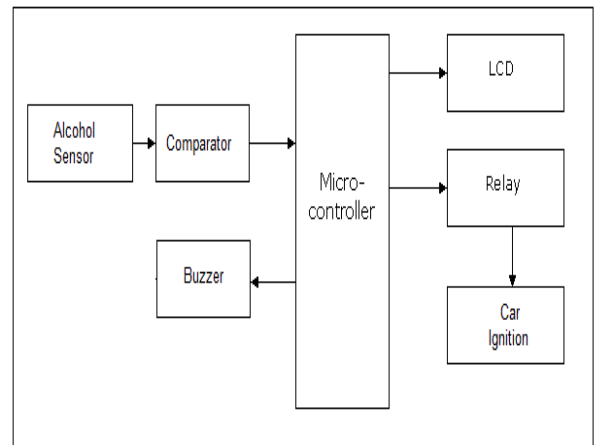 Alcohol
Sensor
Comparator
Micro-
controller
LCD
Relay
Buzzer
Car
Ignition